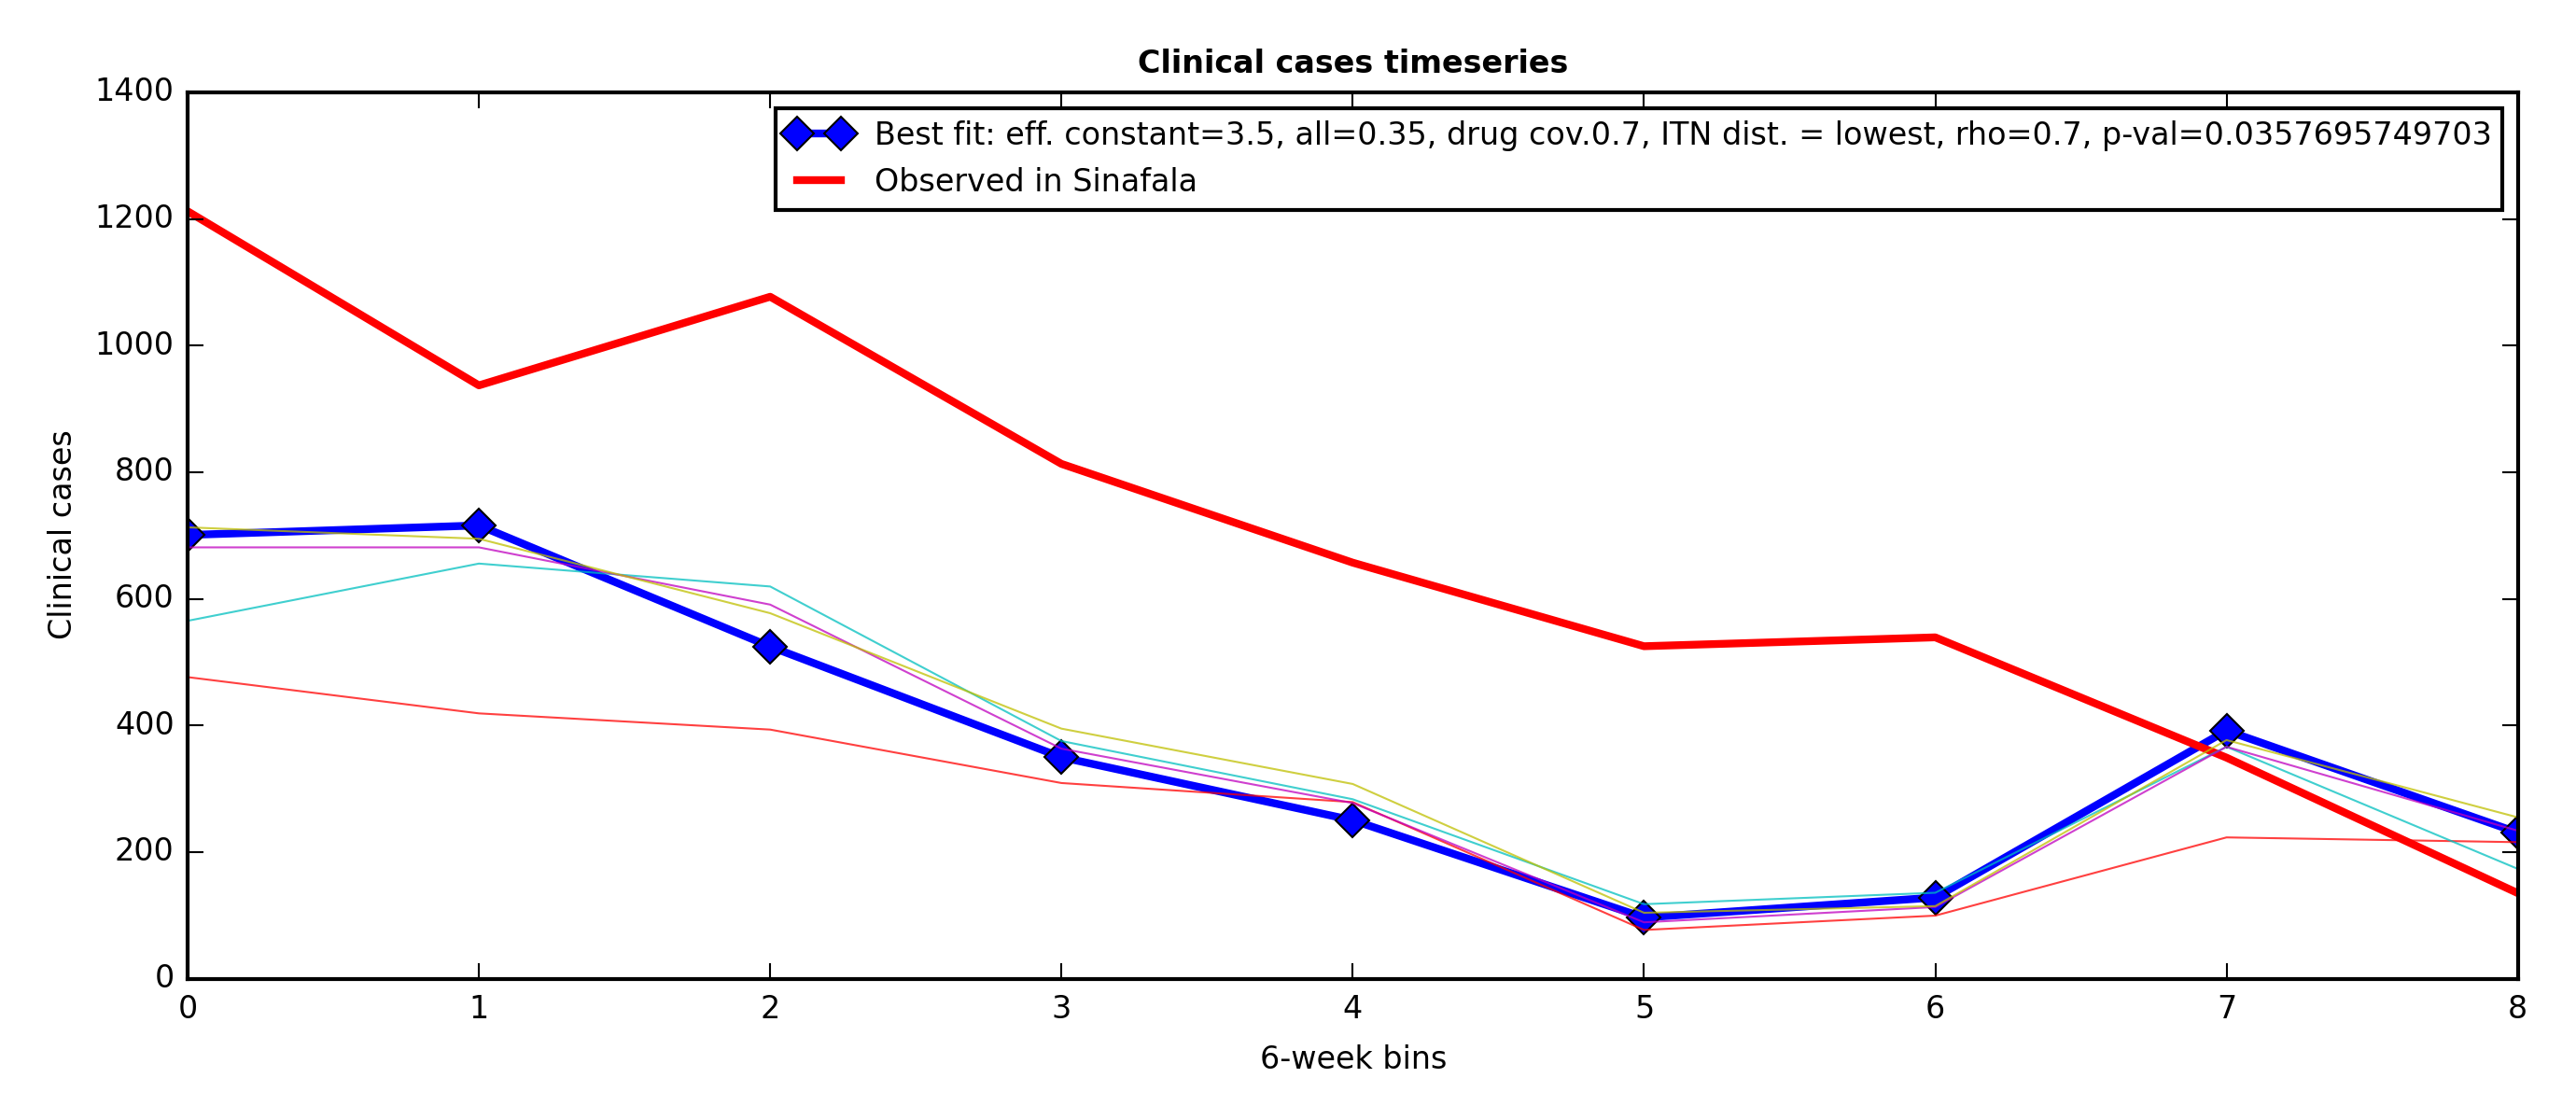 Clinical cases timeseries
1400
1200
1000
800
600
400
200
0
Clinical cases
Best fit: eff. constant=3.5, all=0.35, drug cov.0.7, ITN dist. = lowest, rho=0.7, p-val=0.0357695749703
Observed in Sinafala
0 1 2 3 4 5 6 7 8
6-week bins